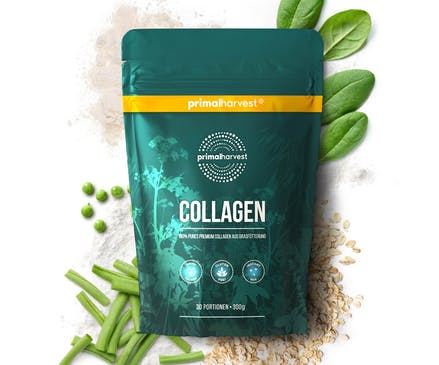 primalharvest®
primalharvest
COLLAGEN
100% PURES PREMIUM COLLAGEN AUS GRASFÜTTERUNG
30 PORTIONEN • 300g